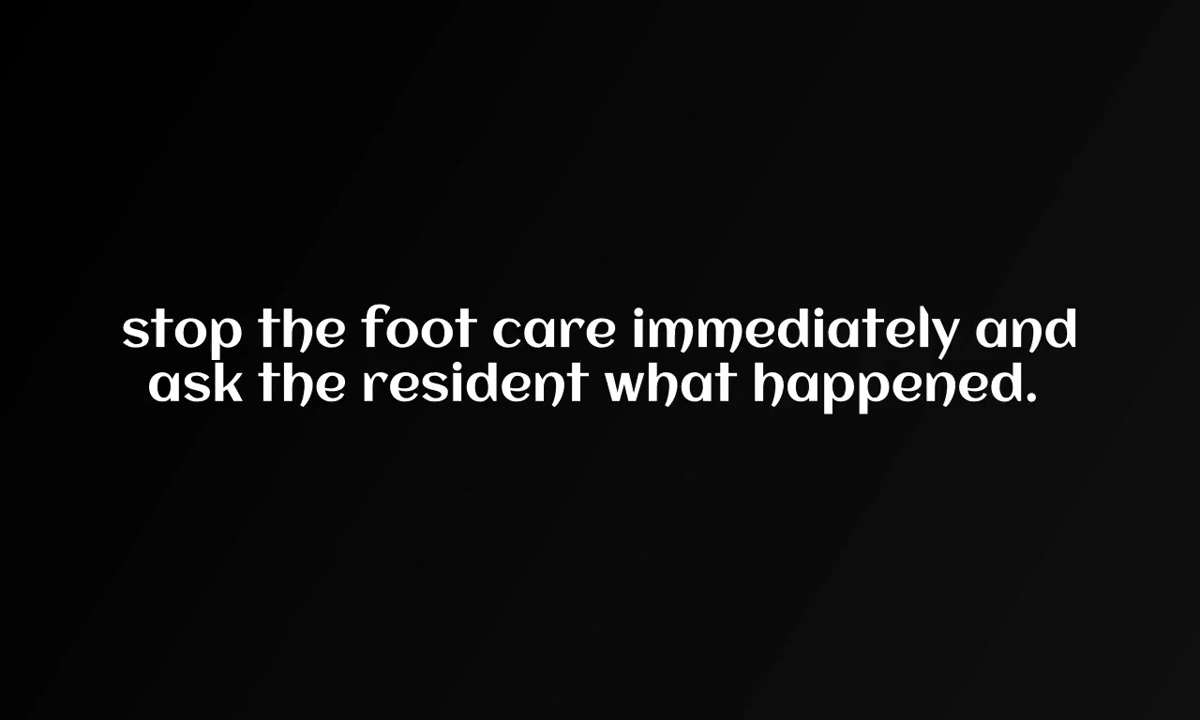 stop the foot care immediately and
ask the resident what happened.